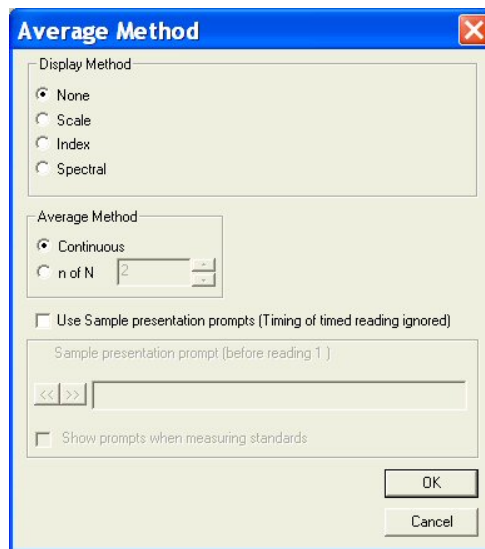 Average Method
Display Method
None
Scale
Index
Spectral
Average Method
Continuous
n of N 2
Use Sample presentation prompts (Timing of timed reading ignored)
Sample presentation prompt (before reading 1 )
<< >>
Show prompts when measuring standards
OK
Cancel